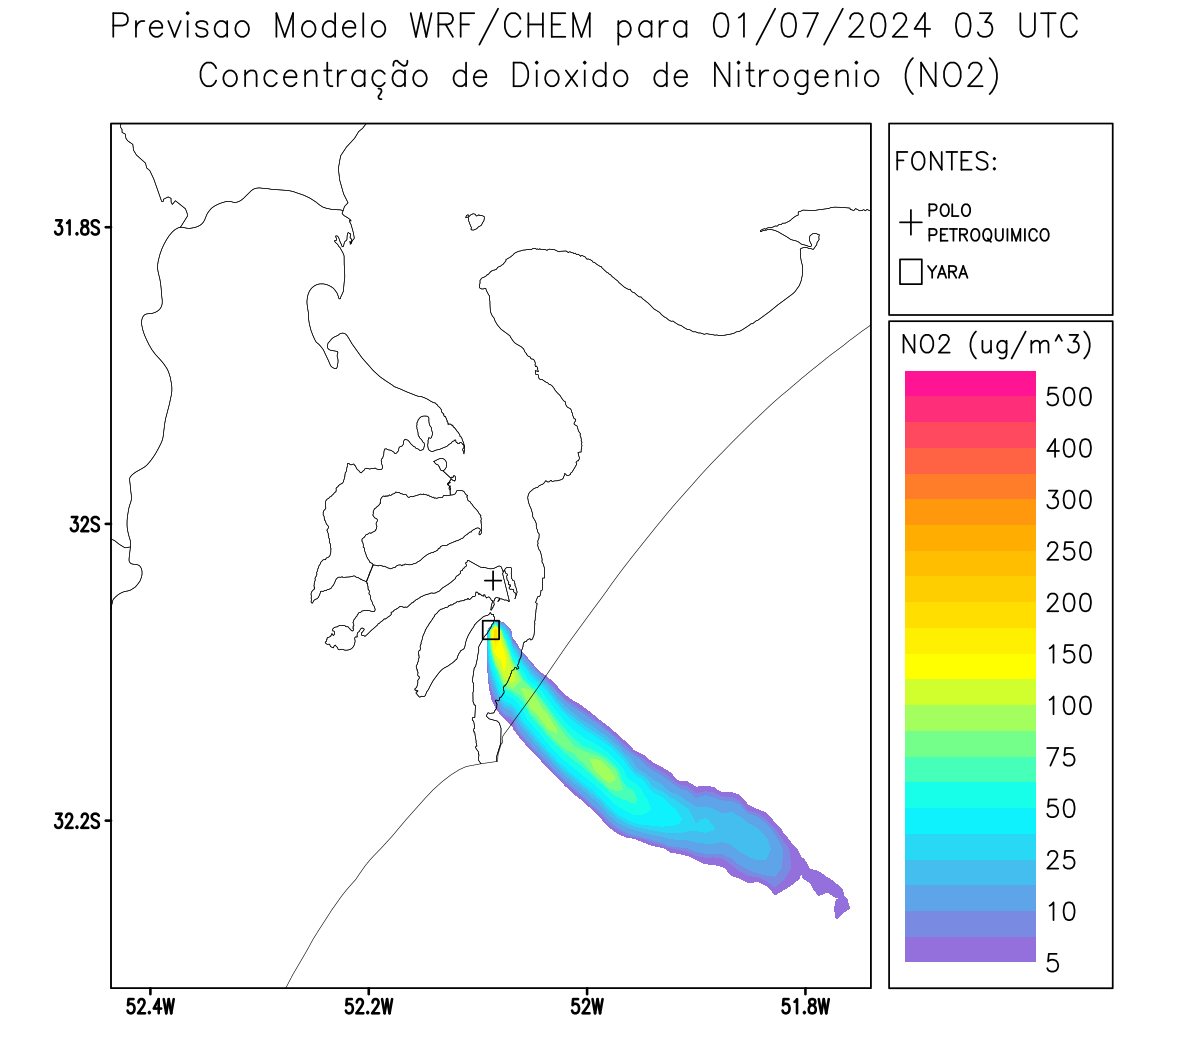 Previsao Modelo WRF/CHEM para 01/07/2024 03 UTC
Concentração de Dioxido de Nitrogenio (NO2)
FONTES:
POLO
PETROQUIMICO
YARA
NO2 (ug/m^3)
500
400
300
250
200
150
100
75
50
25
10
5
31.8S
32S
32.2S
52.4W
52.2W
52W
51.8W